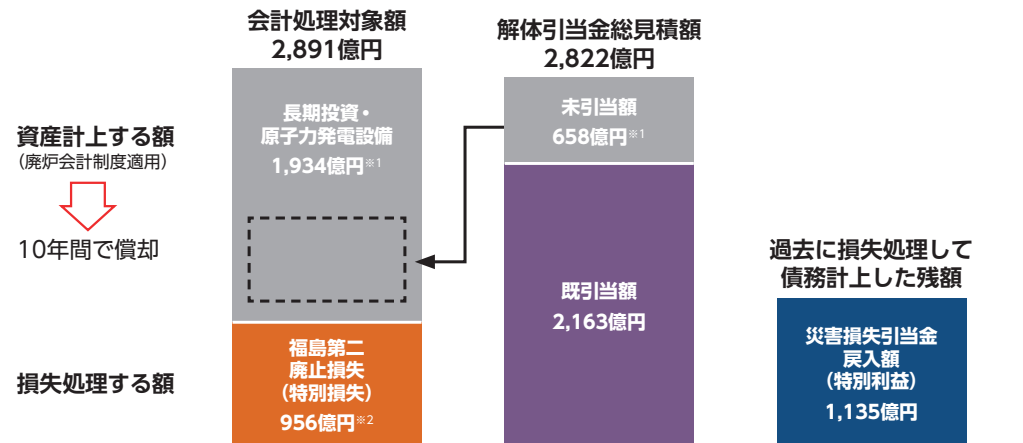 会計処理対象額
2,891億円
解体引当金総見積額
2,822億円
資産計上する額
（廃炉会計制度適用）
10年間で償却
長期投資・
原子力発電設備
1,934億円※1
未引当額
658億円※1
既引当額
2,163億円
過去に損失処理して
債務計上した残額
損失処理する額
福島第二
廃止損失
(特別損失)
956億円※2
災害損失引当金
戻入額
(特別利益)
1,135億円